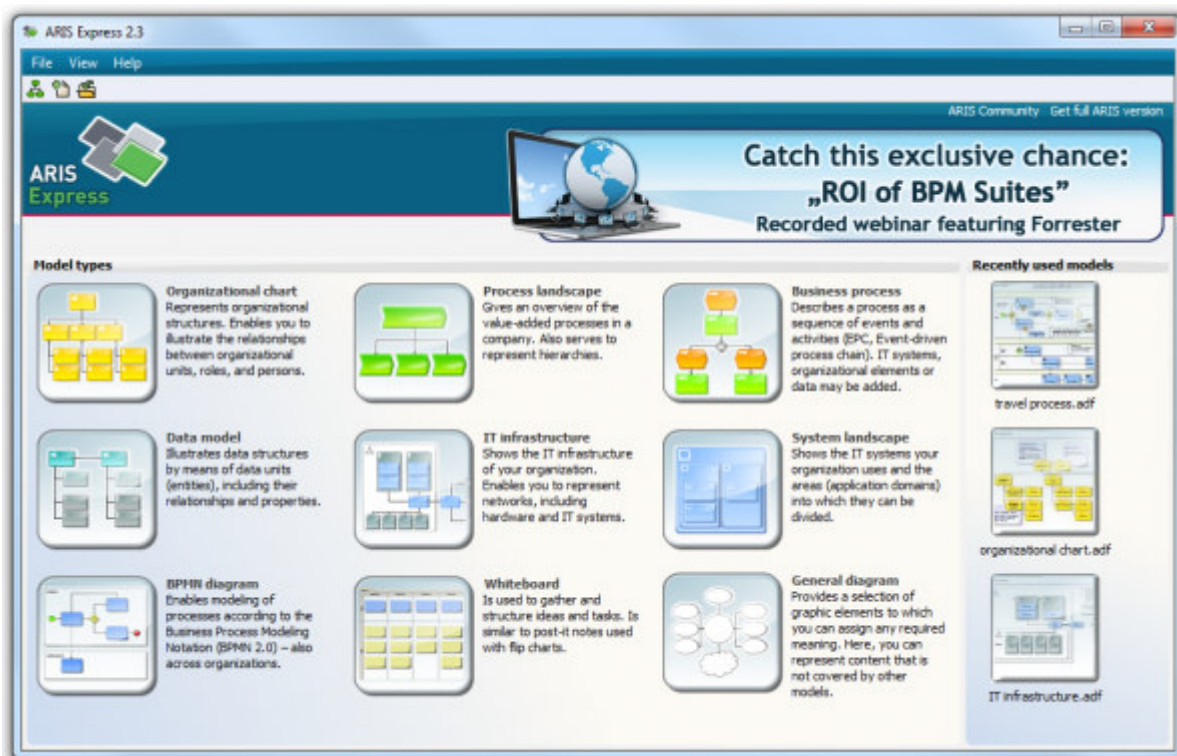 ARIS Express 2.3
File View Help
ARIS Community Get full ARIS version
ARIS
Express
Catch this exclusive chance:
„ROI of BPM Suites”
Recorded webinar featuring Forrester
Model types
Organizational chart
Represents organizational
structures. Enables you to
illustrate the relationships
between organizational
units, roles, and persons.
Process landscape
Gives an overview of the
value-added processes in a
company. Also serves to
represent hierarchies.
Business process
Describes a process as a
sequence of events and
activities (EPC, Event-driven
process chain). IT systems,
organizational elements or
data may be added.
Data model
Illustrates data structures
by means of data units
(entities), including their
relationships and properties.
IT infrastructure
Shows the IT infrastructure
of your organization.
Enables you to represent
networks, including
hardware and IT systems.
System landscape
Shows the IT systems your
organization uses and the
areas (application domains)
into which they can be
divided.
BPMN diagram
Enables modeling of
processes according to the
Business Process Modeling
Notation (BPMN 2.0) – also
across organizations.
Whiteboard
Is used to gather and
structure ideas and tasks. Is
similar to post-it notes used
with flip charts.
General diagram
Provides a selection of
graphic elements to which
you can assign any required
meaning. Here, you can
represent content that is
not covered by other
models.
Recently used models
travel process.adf
organizational chart.adf
IT infrastructure.adf